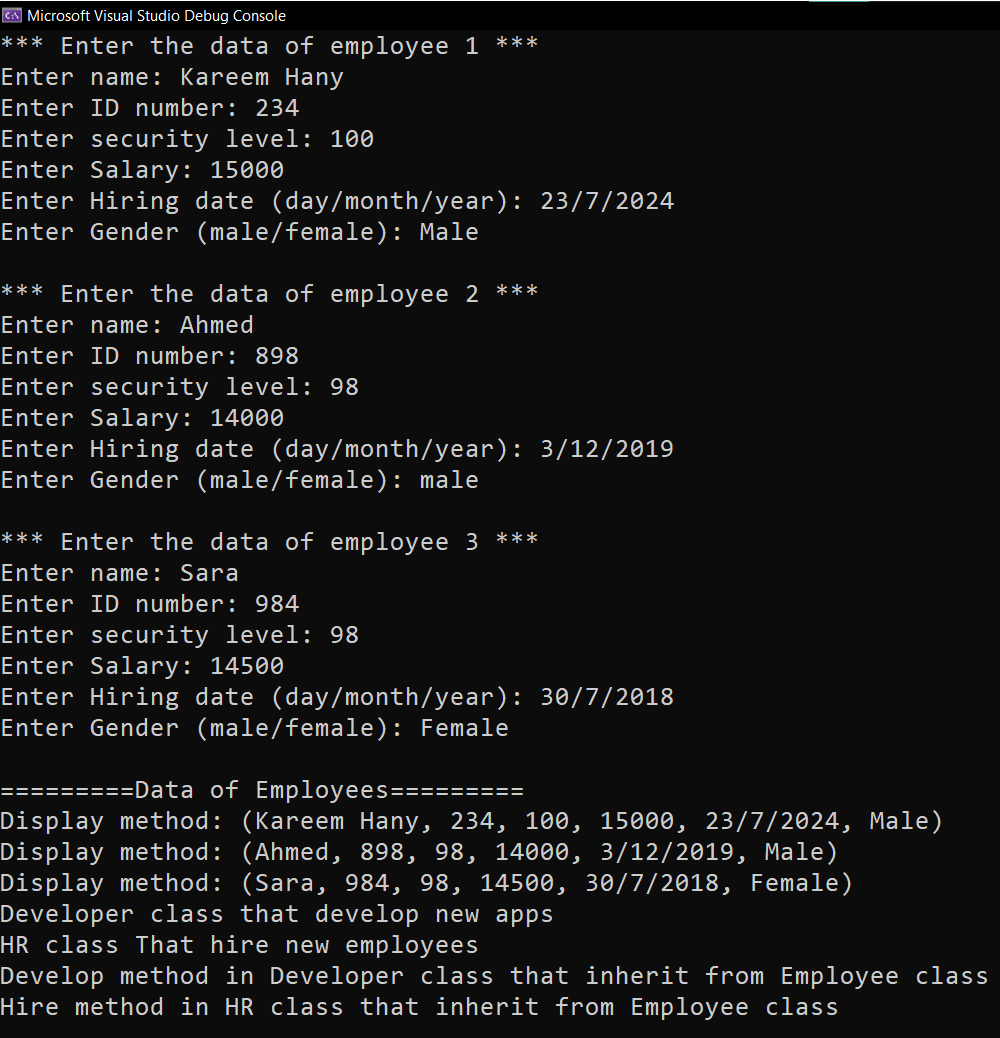 Microsoft Visual Studio Debug Console
*** Enter the data of employee 1 ***
Enter name: Kareem Hany
Enter ID number: 234
Enter security level: 100
Enter Salary: 15000
Enter Hiring date (day/month/year): 23/7/2024
Enter Gender (male/female): Male
*** Enter the data of employee 2 ***
Enter name: Ahmed
Enter ID number: 898
Enter security level: 98
Enter Salary: 14000
Enter Hiring date (day/month/year): 3/12/2019
Enter Gender (male/female): male
*** Enter the data of employee 3 ***
Enter name: Sara
Enter ID number: 984
Enter security level: 98
Enter Salary: 14500
Enter Hiring date (day/month/year): 30/7/2018
Enter Gender (male/female): Female
=========Data of Employees=========
Display method: (Kareem Hany, 234, 100, 15000, 23/7/2024, Male)
Display method: (Ahmed, 898, 98, 14000, 3/12/2019, Male)
Display method: (Sara, 984, 98, 14500, 30/7/2018, Female)
Developer class that develop new apps
HR class That hire new employees
Develop method in Developer class that inherit from Employee class
Hire method in HR class that inherit from Employee class